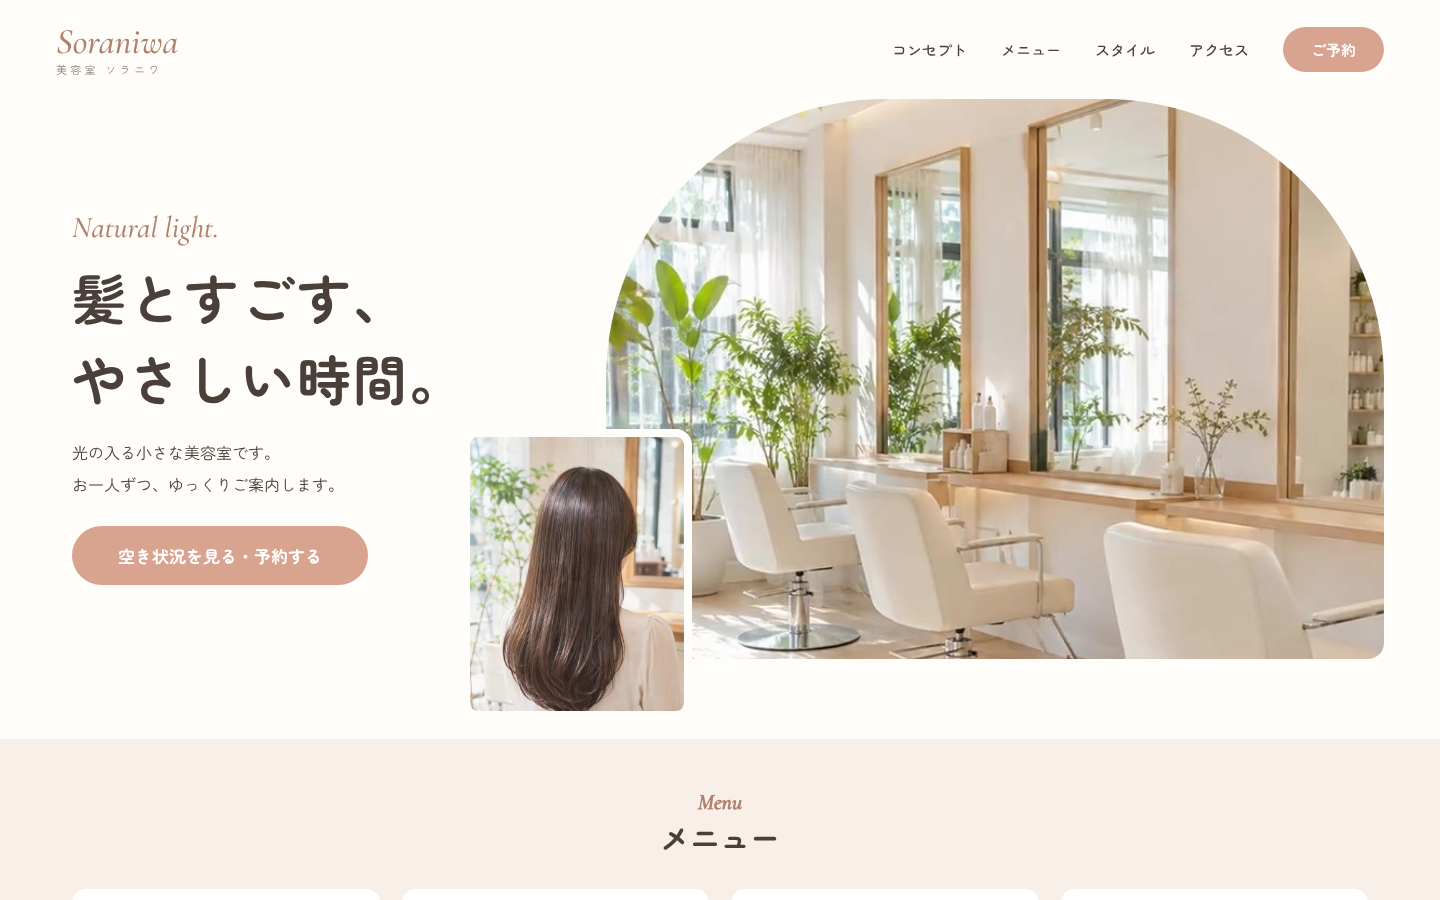 Soraniwa
美容室 ソラニワ
コンセプト
メニュー
スタイル
アクセス
ご予約
Natural light.
髪とすごす、
やさしい時間。
光の入る小さな美容室です。
お一人ずつ、ゆっくりご案内します。
空き状況を見る・予約する
Menu
メニュー